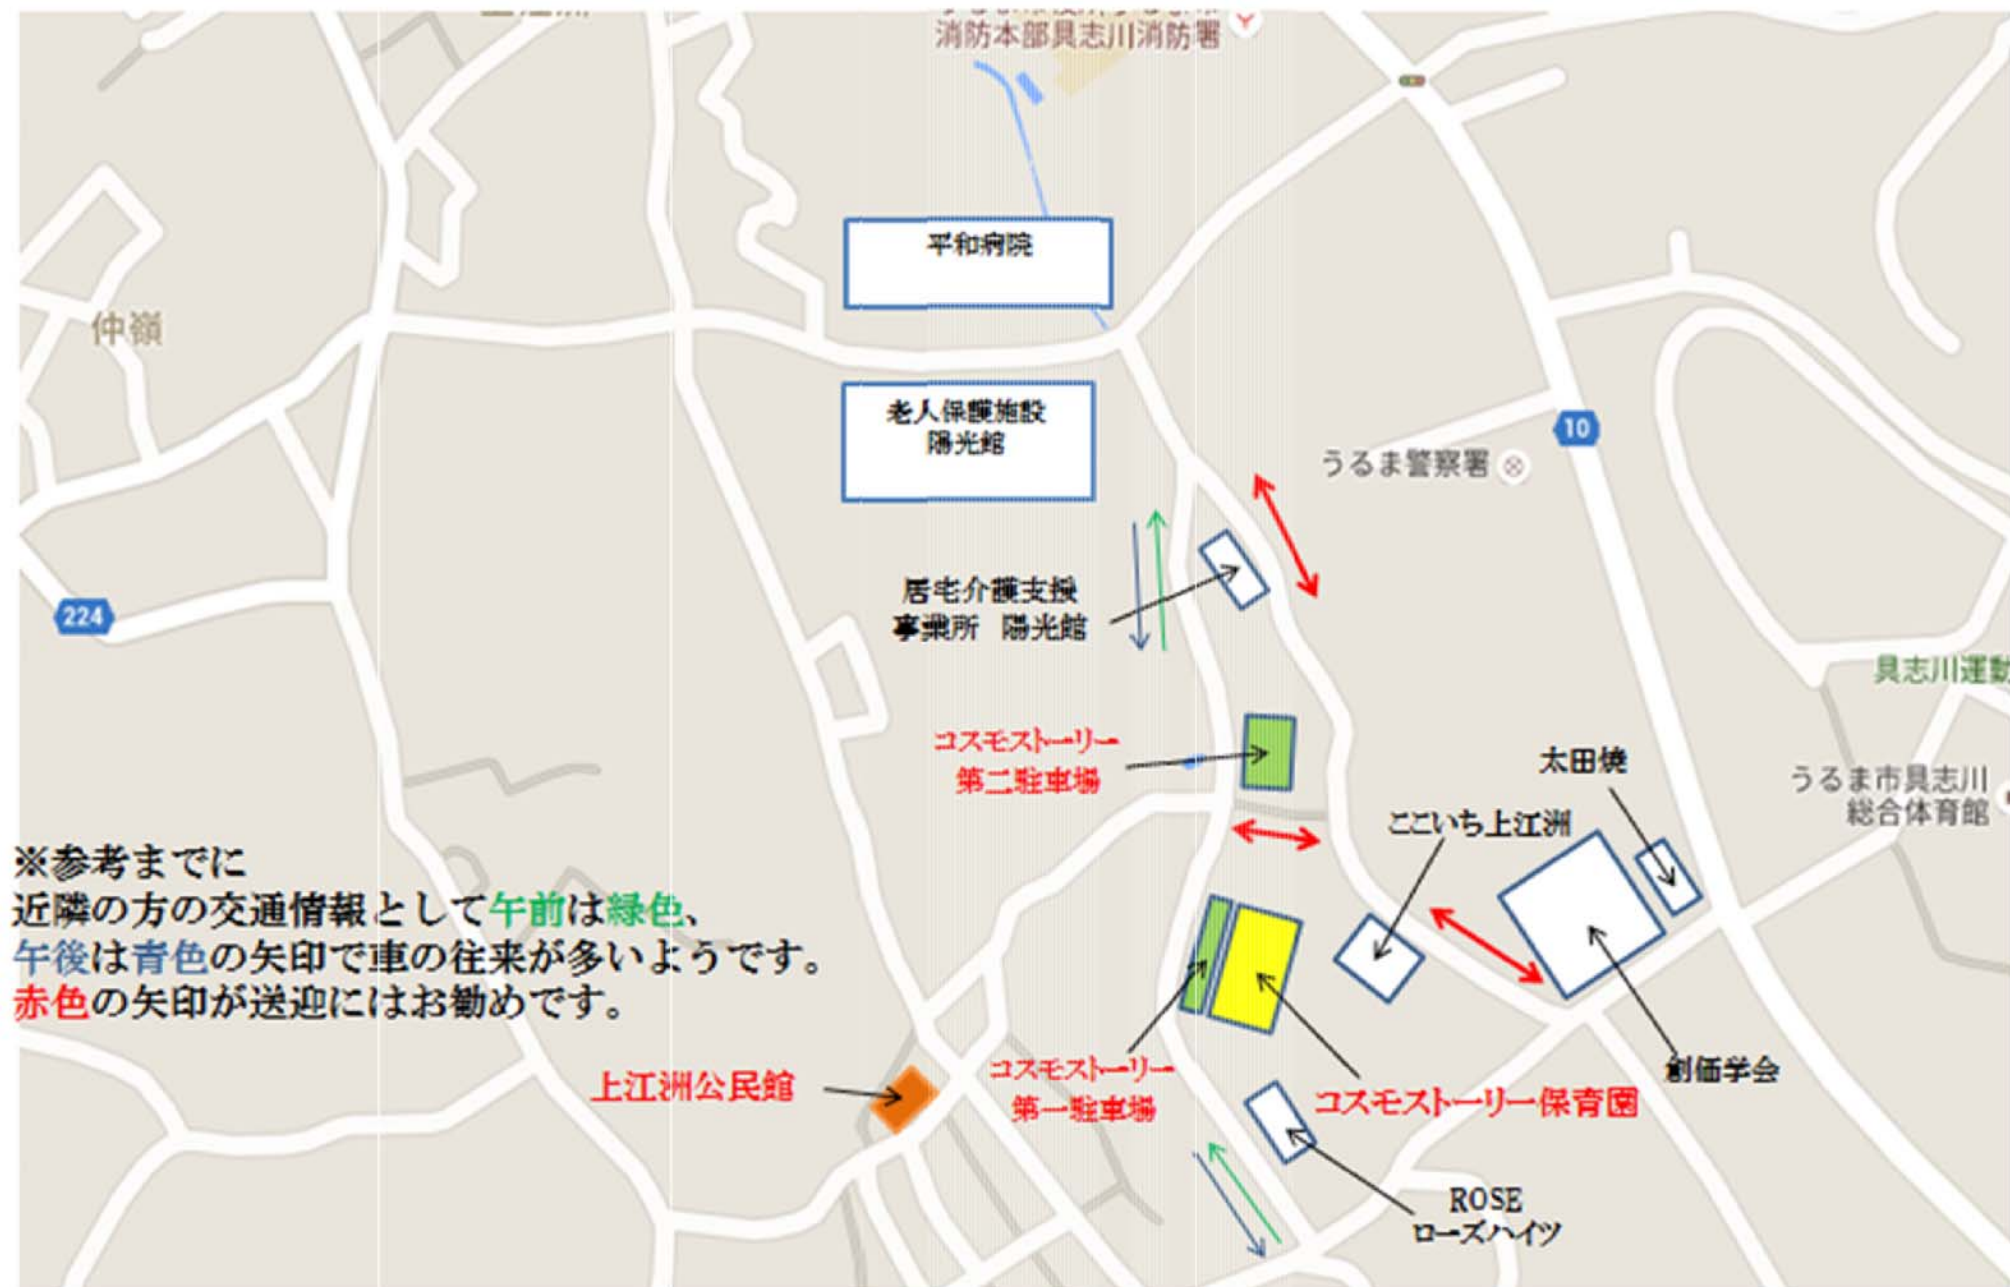 消防本部具志川消防署
平和病院
仲嶺
老人保護施設
陽光館
10
うるま警察署
居宅介護支援
事業所 陽光館
224
具志川運動
コスモストーリー
第二駐車場
太田焼
うるま市具志川
総合体育館
ここいち上江洲
※参考までに
近隣の方の交通情報として午前は緑色、
午後は青色の矢印で車の往来が多いようです。
赤色の矢印が送迎にはお勧めです。
上江洲公民館
コスモストーリー
第一駐車場
コスモストーリー保育園
創価学会
ROSE
ローズハイツ